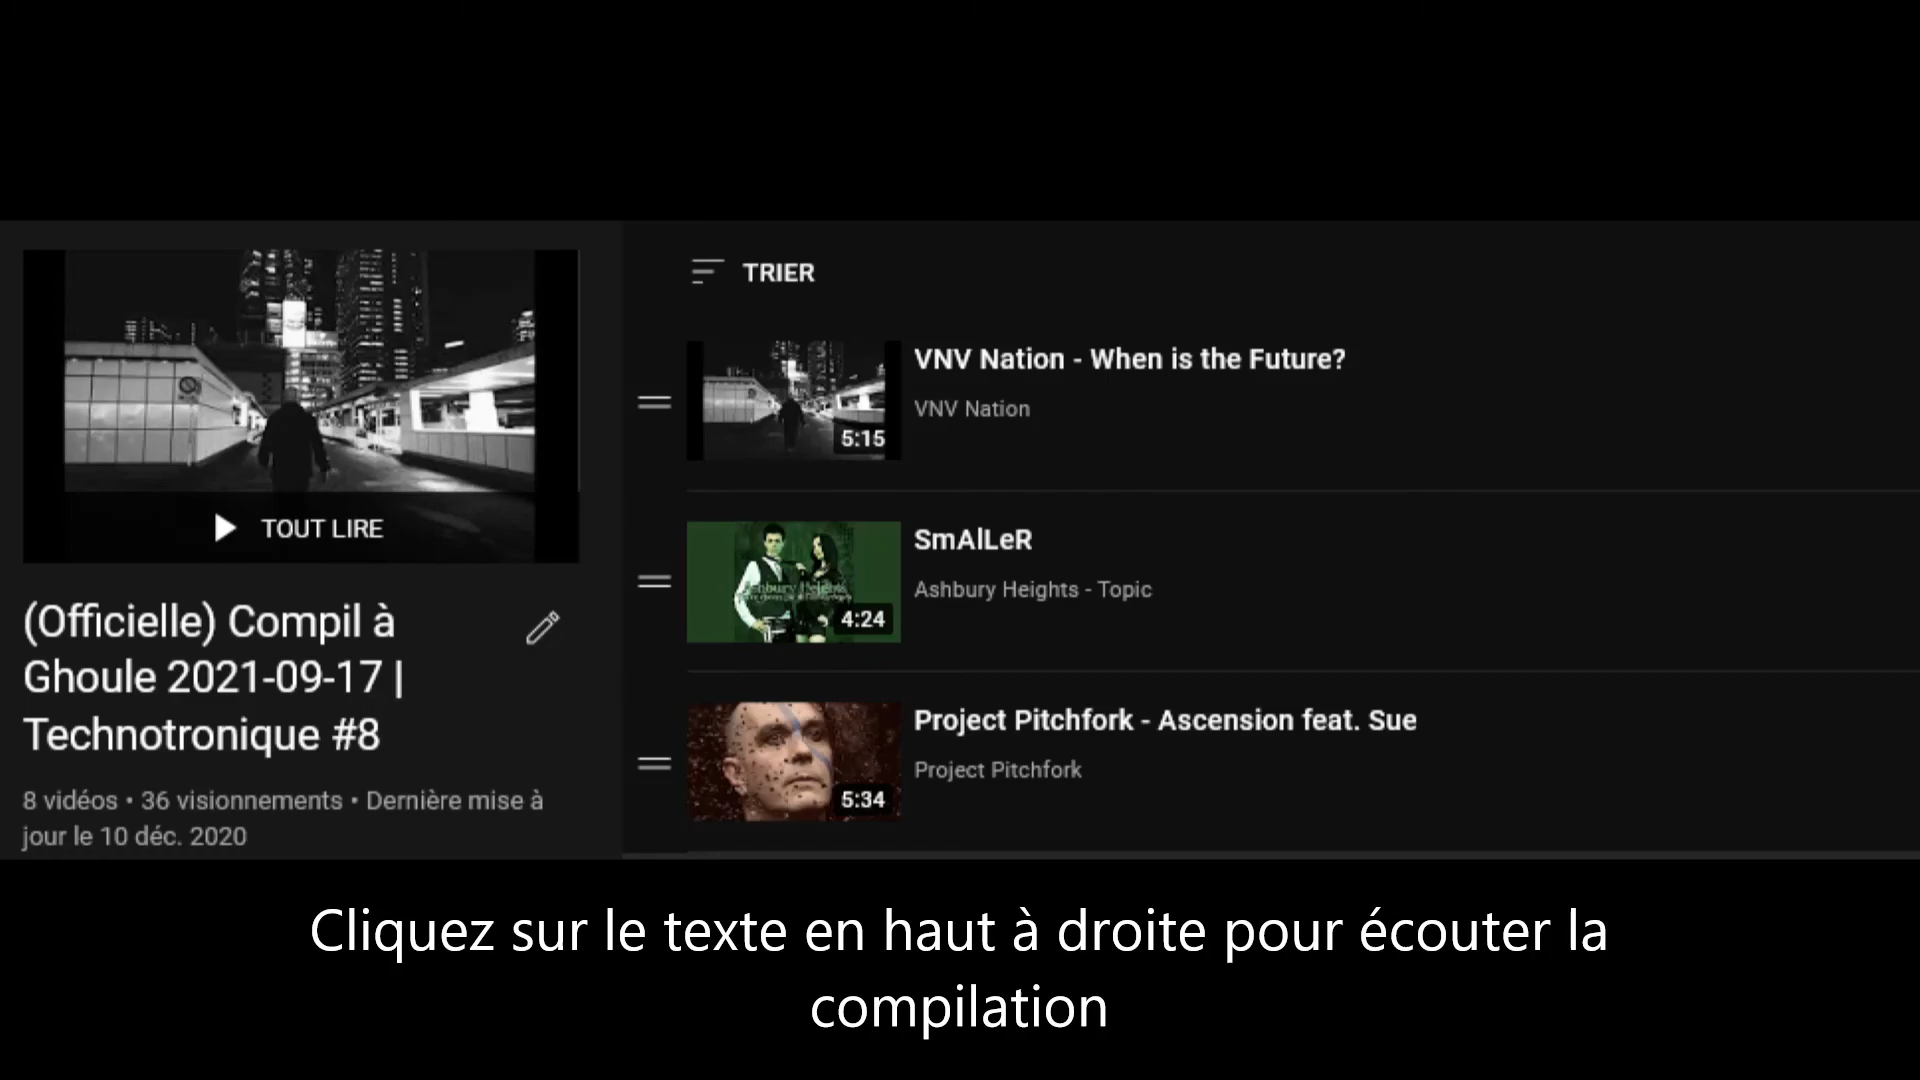 TOUT LIRE
(Officielle) Compil à
Ghoule 2021-09-17 |
Technotronique #8
8 vidéos • 36 visionnements • Dernière mise à
jour le 10 déc. 2020
TRIER
VNV Nation - When is the Future?
VNV Nation
5:15
SmAlLeR
Ashbury Heights - Topic
Ashbury Heights
4:24
Project Pitchfork - Ascension feat. Sue
Project Pitchfork
5:34
Cliquez sur le texte en haut à droite pour écouter la
compilation